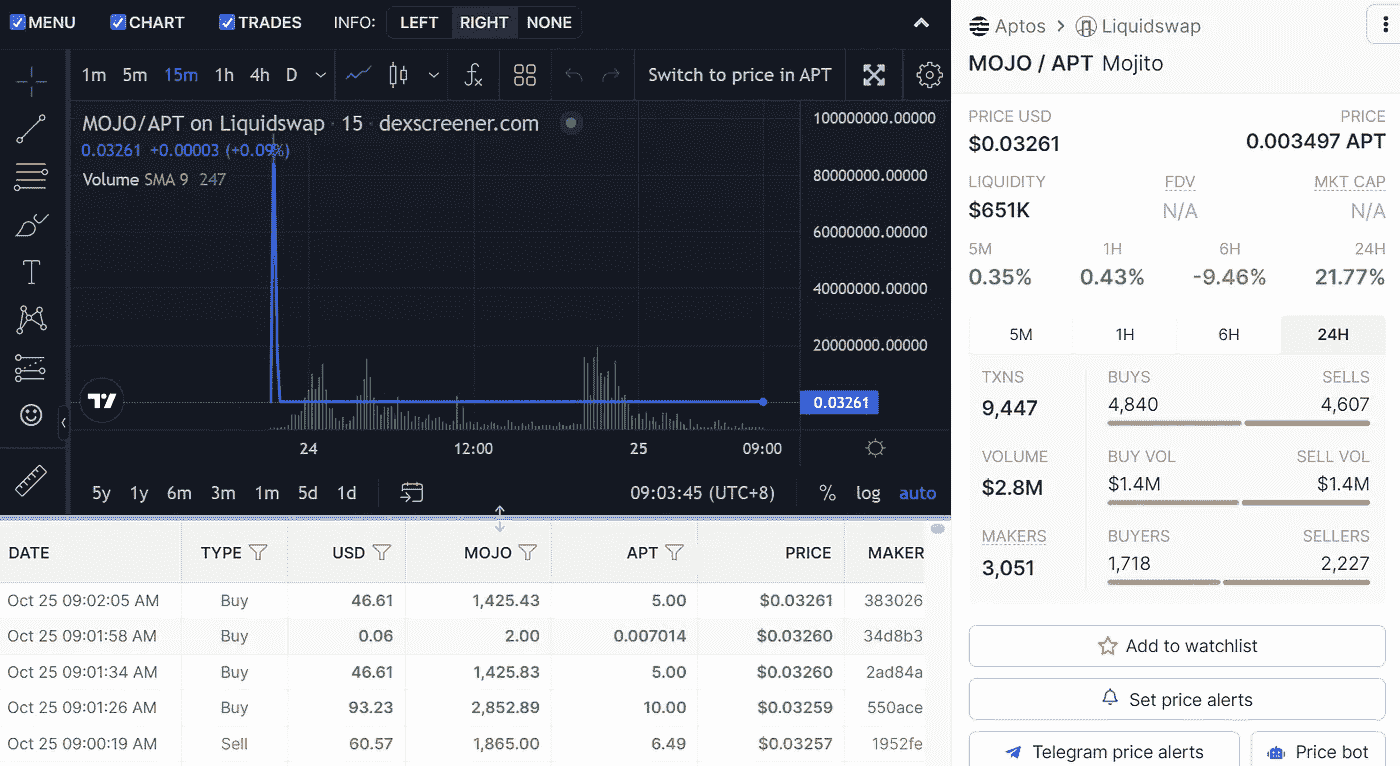 MENU CHART TRADES INFO: LEFT RIGHT NONE
1m 5m 15m 1h 4h D Switch to price in APT
MOJO/APT on Liquidswap · 15 · dexscreener.com
0.03261 +0.00003 (+0.09%)
Volume SMA 9 247
100000000.00000
80000000.00000
60000000.00000
40000000.00000
20000000.00000
0.03261
24 12:00 25 09:00
5y 1y 6m 3m 1m 5d 1d 09:03:45 (UTC+8) % log auto
DATE TYPE USD MOJO APT PRICE MAKER
Oct 25 09:02:05 AM Buy 46.61 1,425.43 5.00 $0.03261 383026
Oct 25 09:01:58 AM Buy 0.06 2.00 0.007014 $0.03260 34d8b3
Oct 25 09:01:34 AM Buy 46.61 1,425.83 5.00 $0.03260 2ad84a
Oct 25 09:01:26 AM Buy 93.23 2,852.89 10.00 $0.03259 550ace
Oct 25 09:00:19 AM Sell 60.57 1,865.00 6.49 $0.03257 1952fe
Aptos > Liquidswap
MOJO / APT Mojito
PRICE USD PRICE
$0.03261 0.003497 APT
LIQUIDITY FDV MKT CAP
$651K N/A N/A
5M 1H 6H 24H
0.35% 0.43% -9.46% 21.77%
5M 1H 6H 24H
TXNS BUYS SELLS
9,447 4,840 4,607
VOLUME BUY VOL SELL VOL
$2.8M $1.4M $1.4M
MAKERS BUYERS SELLERS
3,051 1,718 2,227
Add to watchlist
Set price alerts
Telegram price alerts Price bot